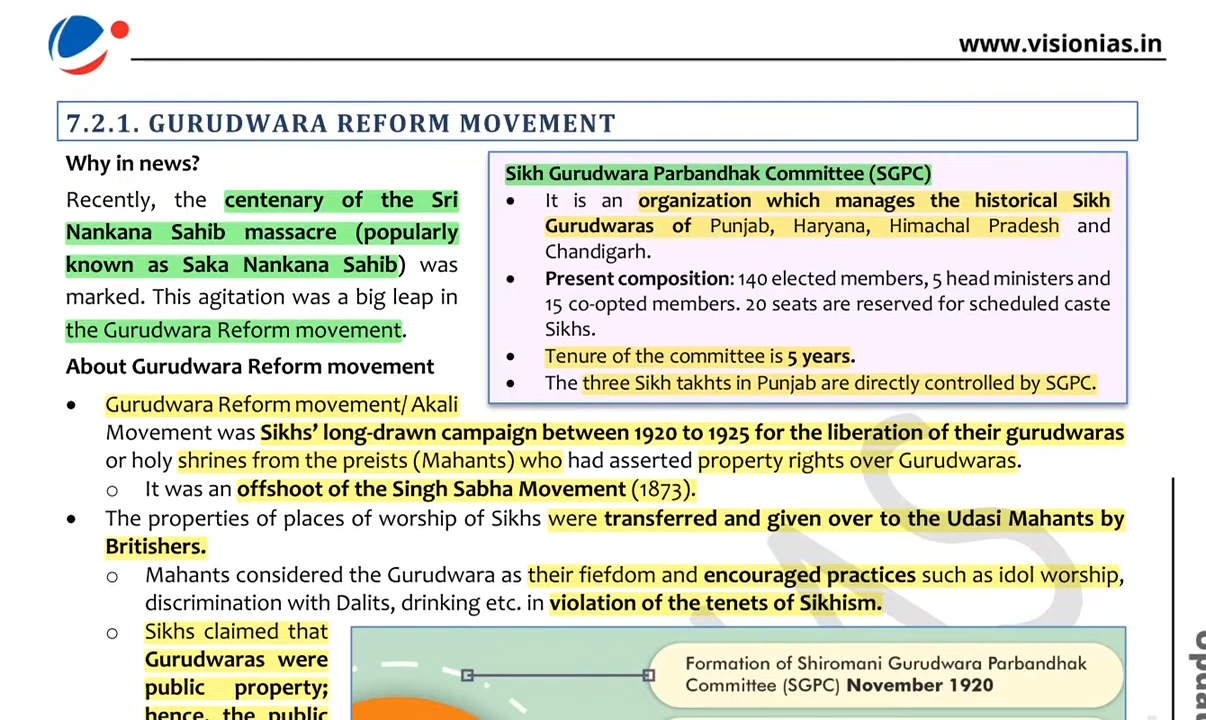 www.visionias.in
7.2.1. GURUDWARA REFORM MOVEMENT
Why in news?
Recently, the centenary of the Sri
Nankana Sahib massacre (popularly
known as Saka Nankana Sahib) was
marked. This agitation was a big leap in
the Gurudwara Reform movement.
Sikh Gurudwara Parbandhak Committee (SGPC)
• It is an organization which manages the historical Sikh
Gurudwaras of Punjab, Haryana, Himachal Pradesh and
Chandigarh.
• Present composition: 140 elected members, 5 head ministers and
15 co-opted members. 20 seats are reserved for scheduled caste
Sikhs.
• Tenure of the committee is 5 years.
• The three Sikh takhts in Punjab are directly controlled by SGPC.
About Gurudwara Reform movement
• Gurudwara Reform movement/ Akali
Movement was Sikhs' long-drawn campaign between 1920 to 1925 for the liberation of their gurudwaras
or holy shrines from the preists (Mahants) who had asserted property rights over Gurudwaras.
o It was an offshoot of the Singh Sabha Movement (1873).
• The properties of places of worship of Sikhs were transferred and given over to the Udasi Mahants by
Britishers.
o Mahants considered the Gurudwara as their fiefdom and encouraged practices such as idol worship,
discrimination with Dalits, drinking etc. in violation of the tenets of Sikhism.
o Sikhs claimed that
Gurudwaras were
public property;
hence, the public
Formation of Shiromani Gurudwara Parbandhak
Committee (SGPC) November 1920